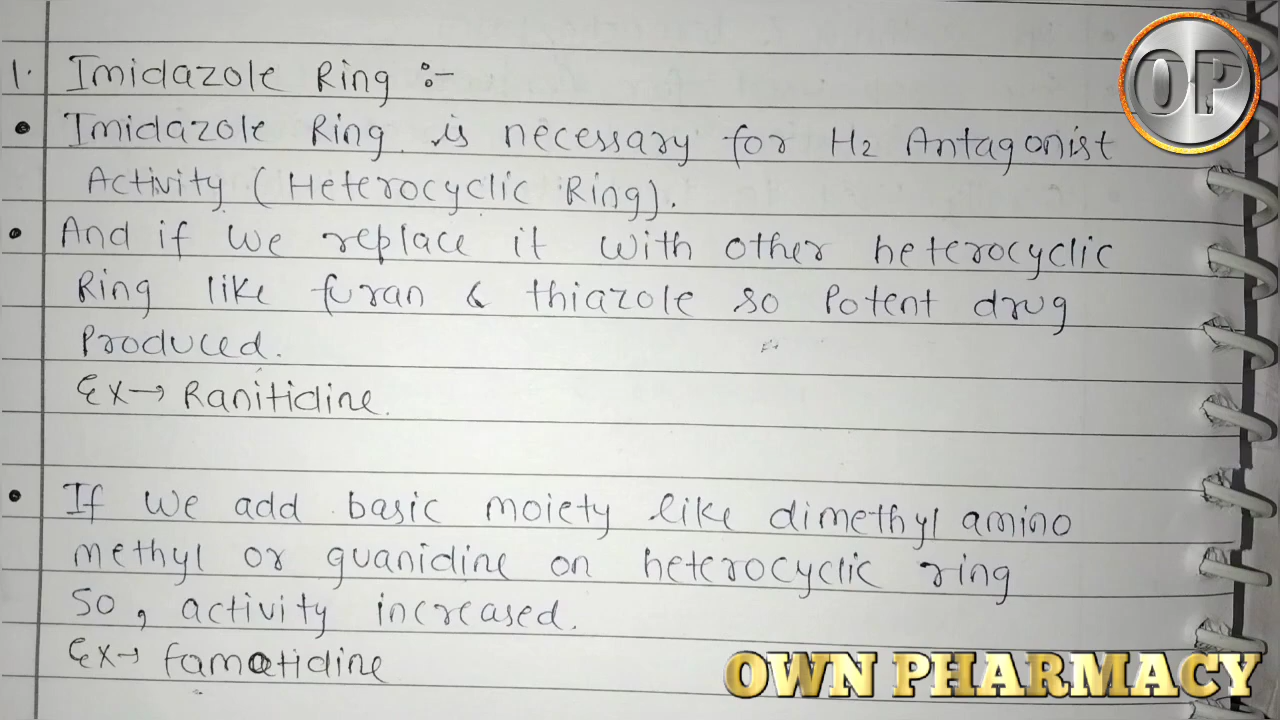 OP
1. Imidazole Ring :-
• Imidazole Ring is necessary for H2 Antagonist
Activity (Heterocyclic Ring).
• And if we replace it with other heterocyclic
Ring like furan & thiazole so Potent drug
Produced.
Ex→ Ranitidine.
• If we add basic moiety like dimethyl amino
methyl or guanidine on heterocyclic ring
so, activity increased.
Ex→ famotidine
OWN PHARMACY